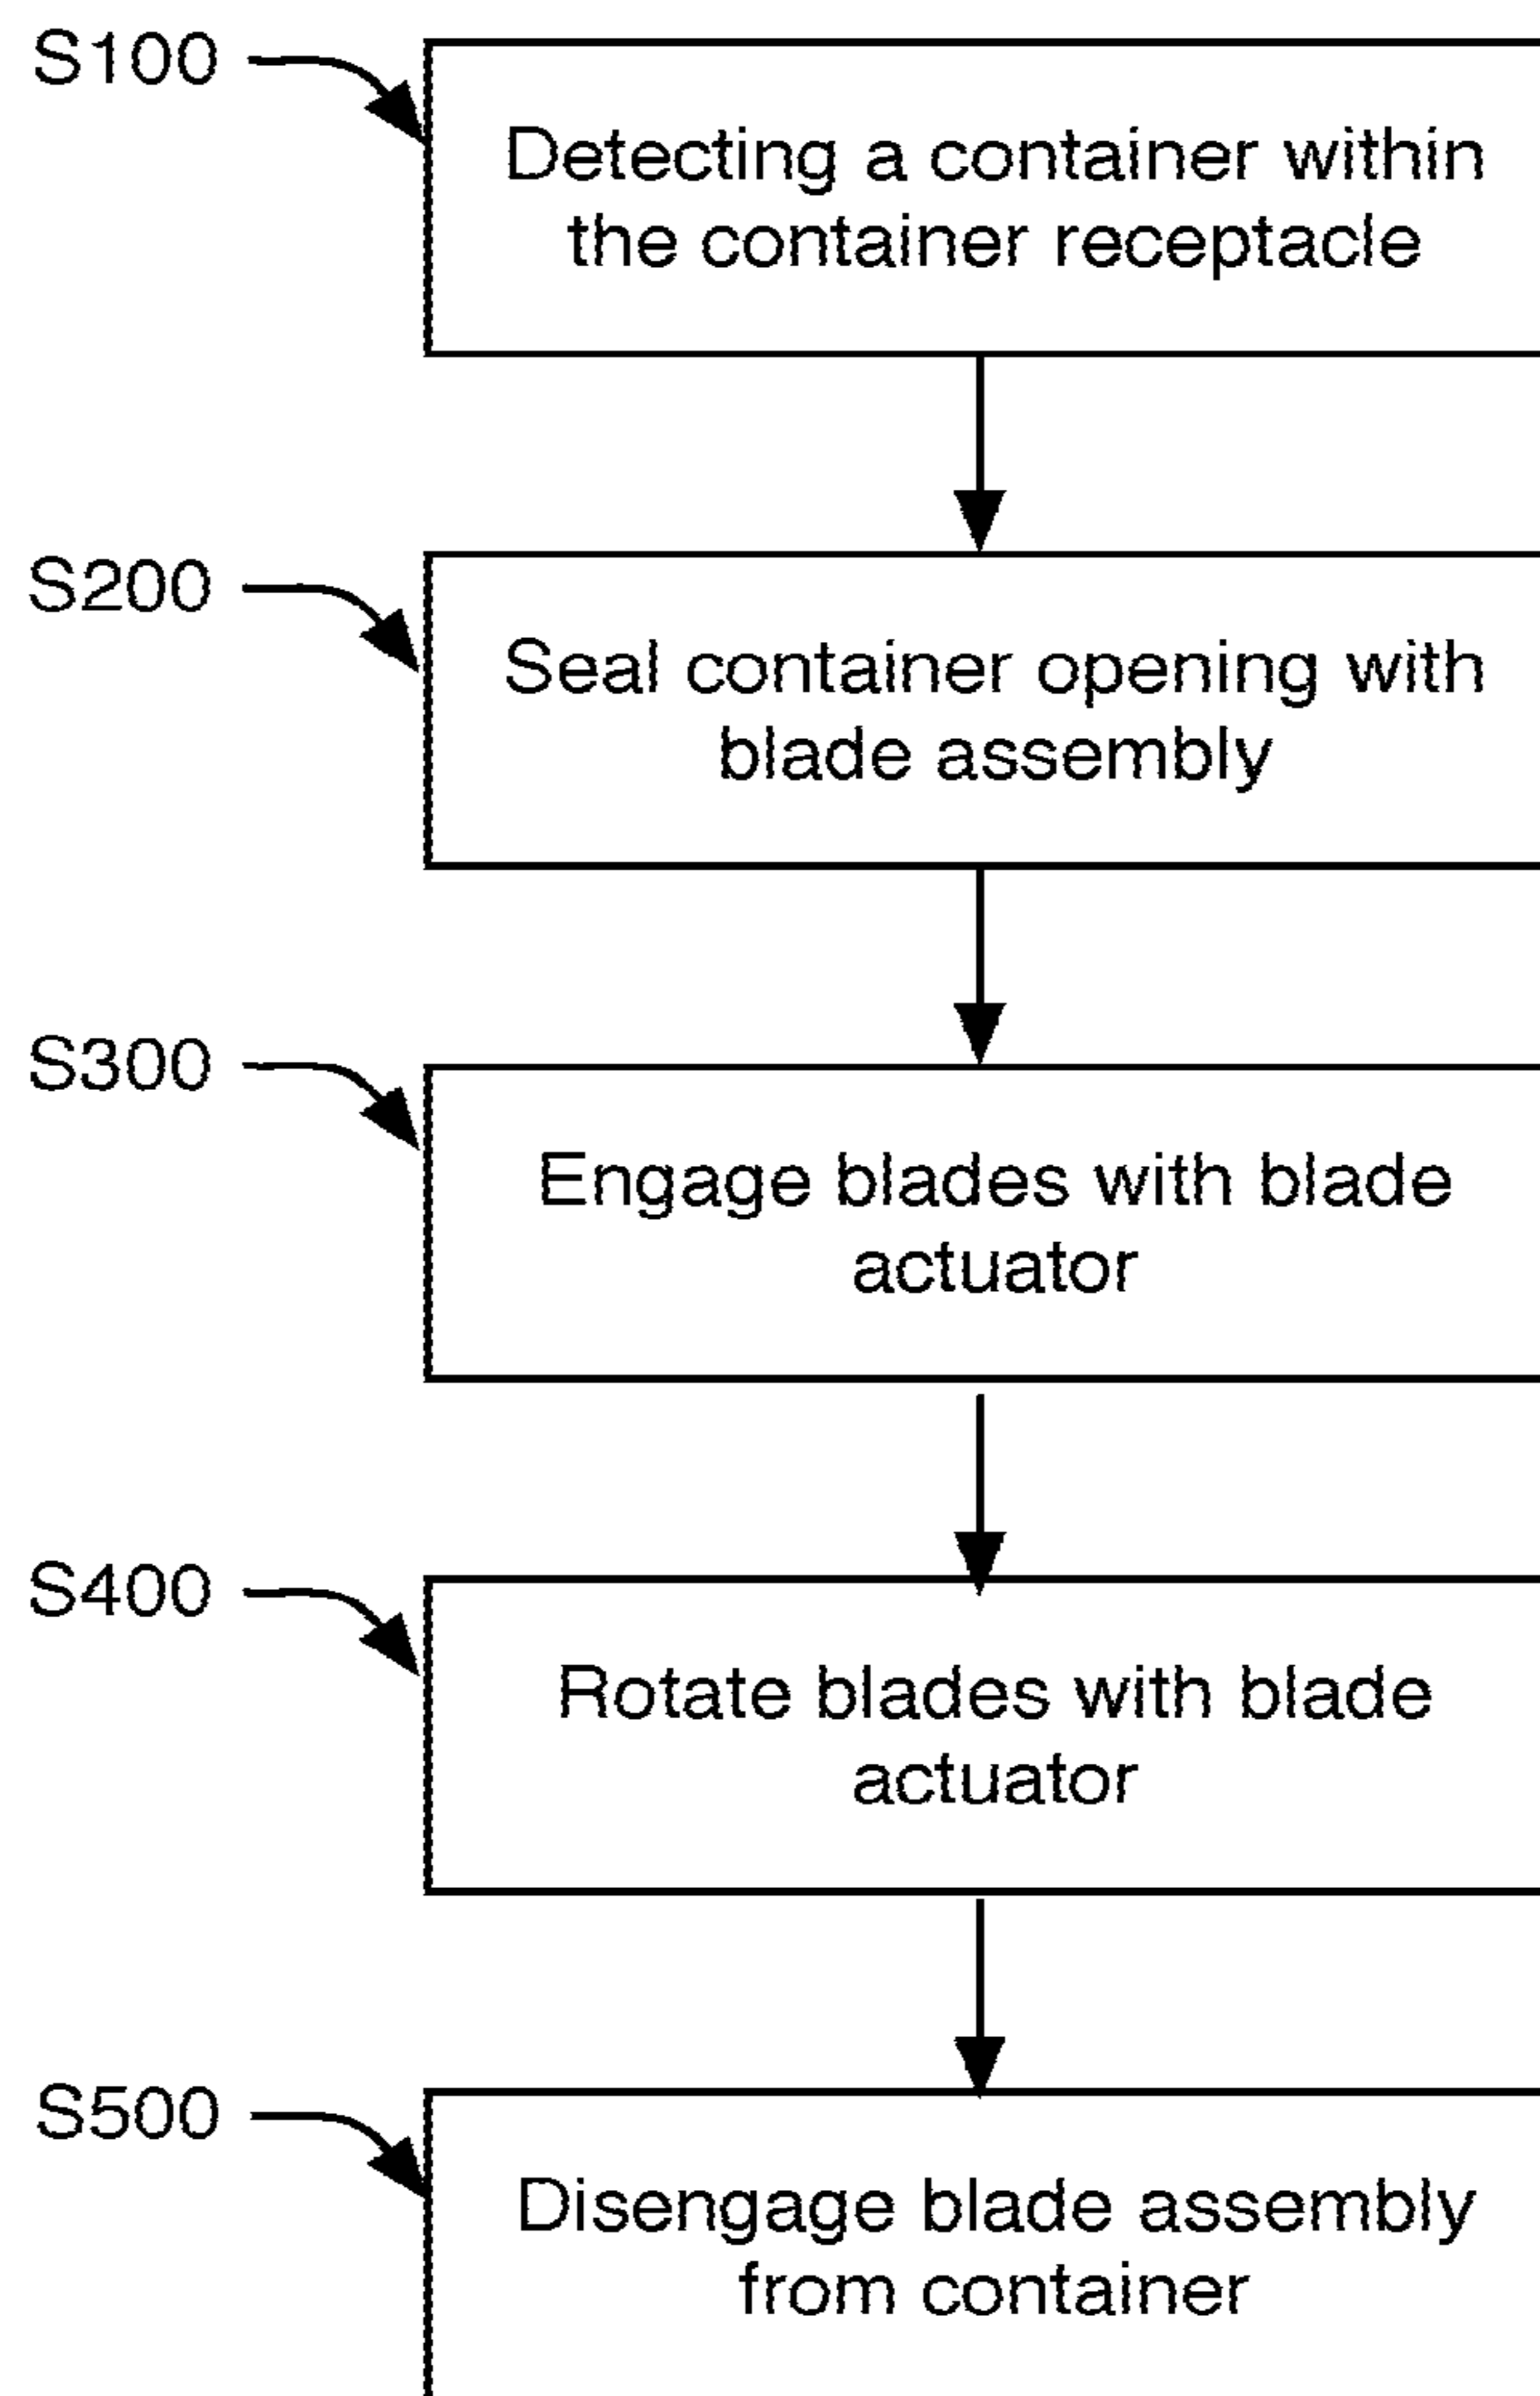 S100
Detecting a container within
the container receptacle
S200
Seal container opening with
blade assembly
S300
Engage blades with blade
actuator
S400
Rotate blades with blade
actuator
S500
Disengage blade assembly
from container